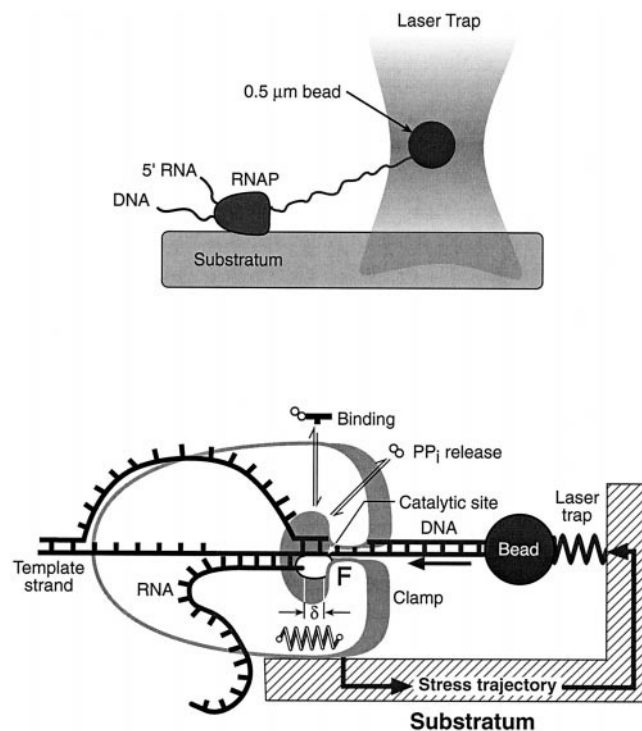 Laser Trap
0.5 μm bead
5' RNA
RNAP
DNA
Substratum
Binding
PPi release
Catalytic site
Laser
trap
DNA
Bead
Template
strand
RNA
F
Clamp
δ
Stress trajectory
Substratum